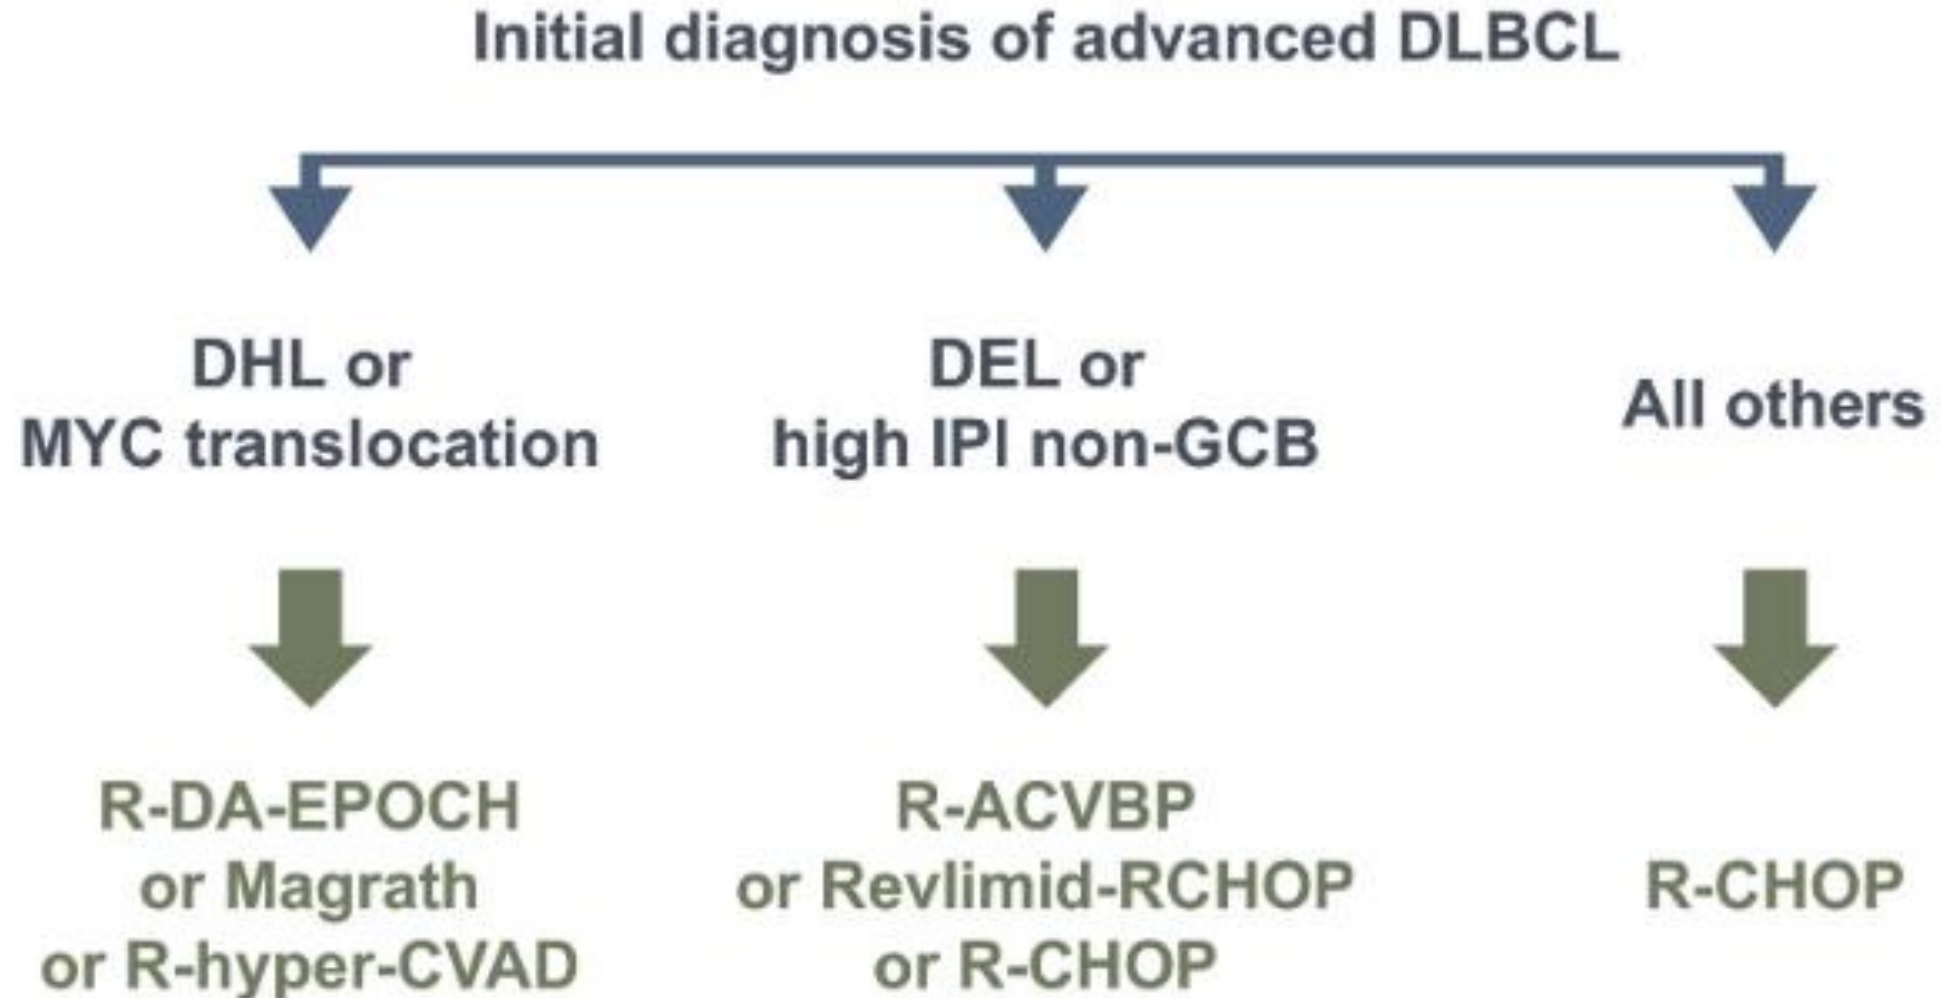 Initial diagnosis of advanced DLBCL
DHL or
MYC translocation
DEL or
high IPI non-GCB
All others
R-DA-EPOCH
or Magrath
or R-hyper-CVAD
R-ACVBP
or Revlimid-RCHOP
or R-CHOP
R-CHOP